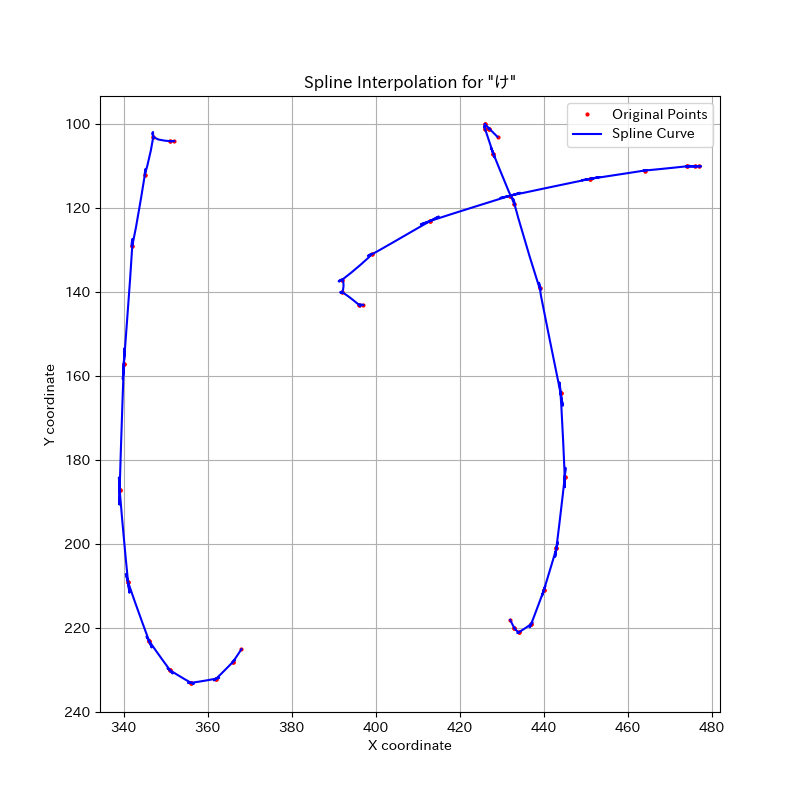 Spline Interpolation for "け"
Original Points
Spline Curve
100
120
140
160
180
200
220
240
Y coordinate
340 360 380 400 420 440 460 480
X coordinate